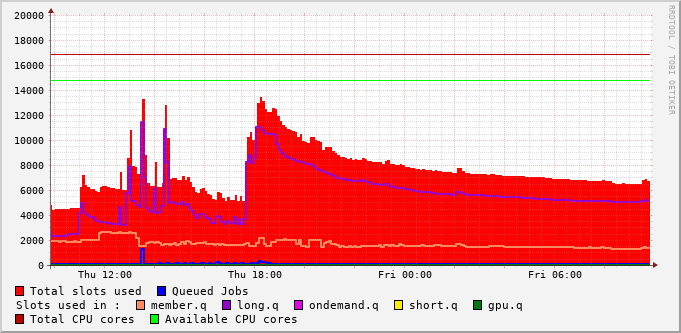 20000
18000
16000
14000
12000
10000
8000
6000
4000
2000
0
Thu 12:00 Thu 18:00 Fri 00:00 Fri 06:00
RRDTOOL / TOBI OETIKER
Total slots used Queued Jobs
Slots used in : member.q long.q ondemand.q short.q gpu.q
Total CPU cores Available CPU cores